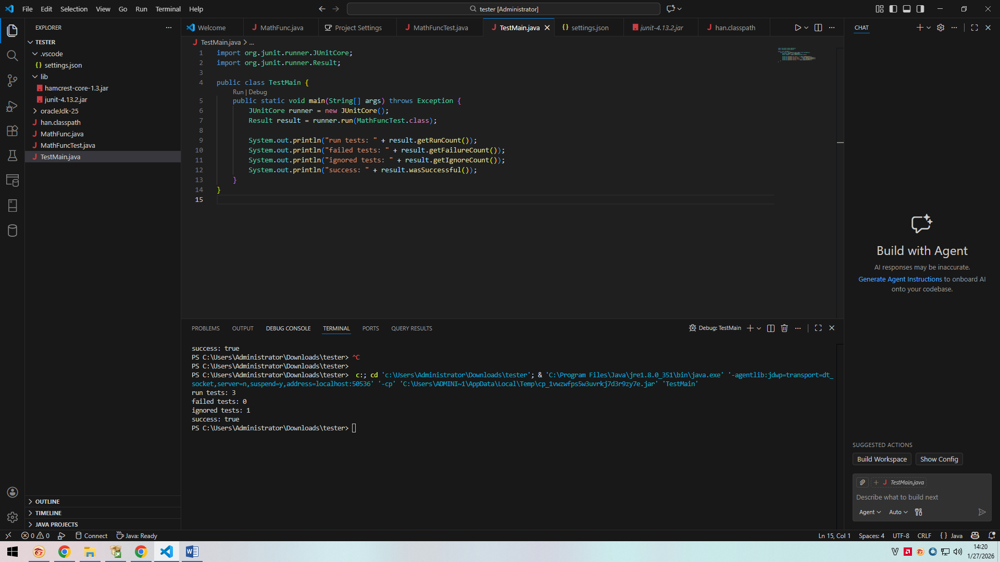 File Edit Selection View Go Run Terminal Help
tester [Administrator]
EXPLORER
TESTER
.vscode
{} settings.json
lib
hamcrest-core-1.3.jar
junit-4.13.2.jar
oracleJdk-25
J han.classpath
J MathFunc.java
J MathFuncTest.java
J TestMain.java
OUTLINE
TIMELINE
JAVA PROJECTS
Welcome
J MathFunc.java
Project Settings
J MathFuncTest.java
J TestMain.java
{} settings.json
junit-4.13.2.jar
J han.classpath
J TestMain.java > ...
1 import org.junit.runner.JUnitCore;
2 import org.junit.runner.Result;
3
4 public class TestMain {
Run | Debug
5 public static void main(String[] args) throws Exception {
6 JUnitCore runner = new JUnitCore();
7 Result result = runner.run(MathFuncTest.class);
8
9 System.out.println("run tests: " + result.getRunCount());
10 System.out.println("failed tests: " + result.getFailureCount());
11 System.out.println("ignored tests: " + result.getIgnoreCount());
12 System.out.println("success: " + result.wasSuccessful());
13 }
14 }
15
PROBLEMS OUTPUT DEBUG CONSOLE TERMINAL PORTS QUERY RESULTS
Debug: TestMain
success: true
PS C:\Users\Administrator\Downloads\tester> ^C
PS C:\Users\Administrator\Downloads\tester>
PS C:\Users\Administrator\Downloads\tester>  c:; cd 'c:\Users\Administrator\Downloads\tester'; & 'C:\Program Files\Java\jre1.8.0_351\bin\java.exe' '-agentlib:jdwp=transport=dt_
socket,server=n,suspend=y,address=localhost:50536' '-cp' 'C:\Users\ADMINI~1\AppData\Local\Temp\cp_1vwzwfps5w3uvrkj7d3r9zy7e.jar' 'TestMain'
run tests: 3
failed tests: 0
ignored tests: 1
success: true
PS C:\Users\Administrator\Downloads\tester>
CHAT
Build with Agent
AI responses may be inaccurate.
Generate Agent Instructions to onboard AI
onto your codebase.
SUGGESTED ACTIONS
Build Workspace
Show Config
+ J TestMain.java
Describe what to build next
Agent Auto
0 0
Connect
Java: Ready
Ln 15, Col 1 Spaces: 4 UTF-8 CRLF {} Java
14:20
1/27/2026